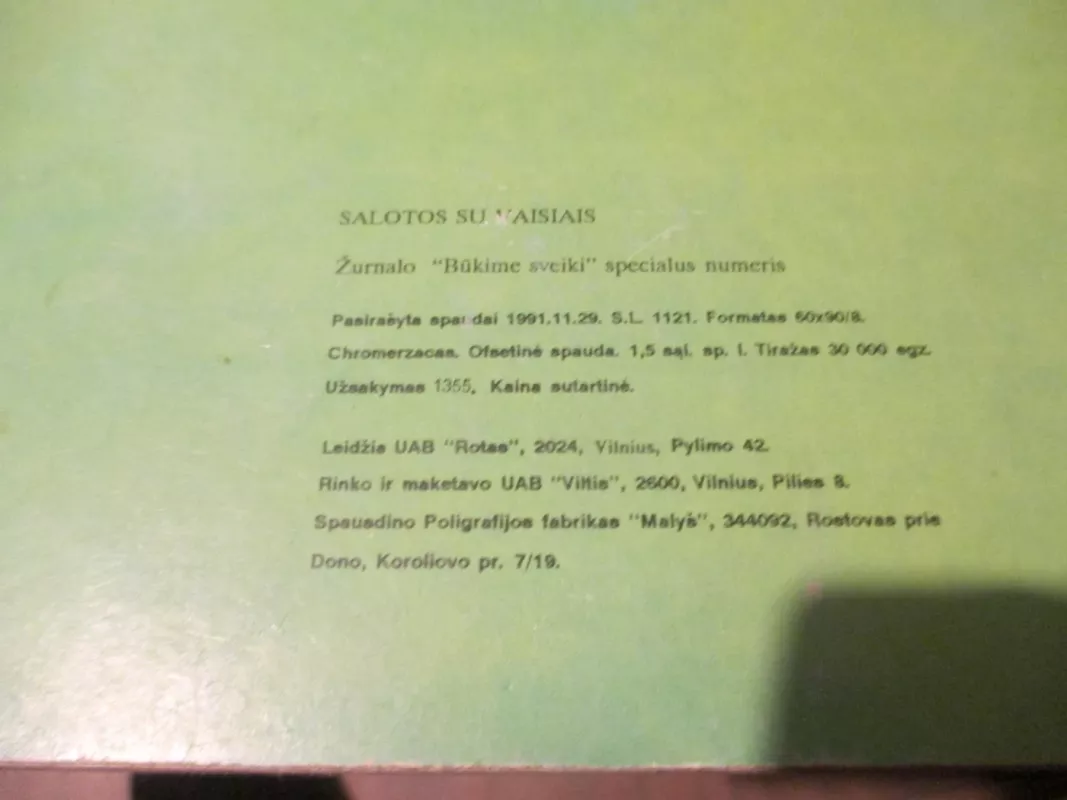 SALOTOS SU VAISIAIS
Žurnalo "Būkime sveiki" specialus numeris
Pasirašyta spaudai 1991.11.29. S.L. 1121. Formatas 60x90/8.
Chromerzacas. Ofsetinė spauda. 1,5 sąl. sp. l. Tiražas 30 000 egz.
Užsakymas 1355. Kaina sutartinė.
Leidžia UAB "Rotas", 2024, Vilnius, Pylimo 42.
Rinko ir maketavo UAB "Viltis", 2600, Vilnius, Pilies 8.
Spausdino Poligrafijos fabrikas "Malyš", 344092, Rostovas prie
Dono, Koroliovo pr. 7/19.